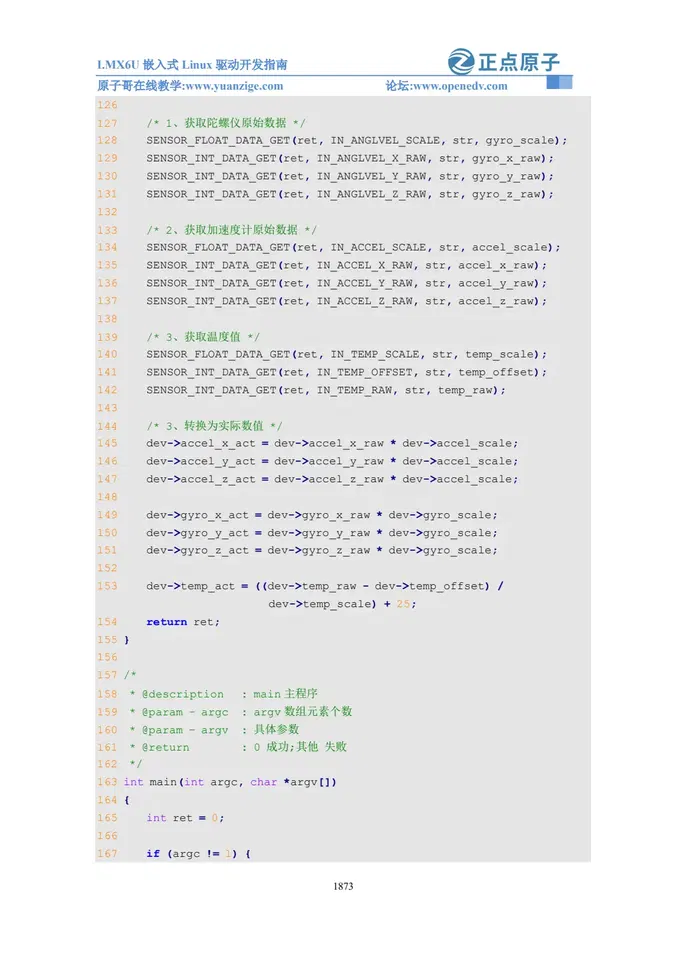 I.MX6U 嵌入式 Linux 驱动开发指南
正点原子
原子哥在线教学:www.yuanzige.com 论坛:www.openedv.com
126
127 /* 1、获取陀螺仪原始数据 */
128 SENSOR_FLOAT_DATA_GET(ret, IN_ANGLVEL_SCALE, str, gyro_scale);
129 SENSOR_INT_DATA_GET(ret, IN_ANGLVEL_X_RAW, str, gyro_x_raw);
130 SENSOR_INT_DATA_GET(ret, IN_ANGLVEL_Y_RAW, str, gyro_y_raw);
131 SENSOR_INT_DATA_GET(ret, IN_ANGLVEL_Z_RAW, str, gyro_z_raw);
132
133 /* 2、获取加速度计原始数据 */
134 SENSOR_FLOAT_DATA_GET(ret, IN_ACCEL_SCALE, str, accel_scale);
135 SENSOR_INT_DATA_GET(ret, IN_ACCEL_X_RAW, str, accel_x_raw);
136 SENSOR_INT_DATA_GET(ret, IN_ACCEL_Y_RAW, str, accel_y_raw);
137 SENSOR_INT_DATA_GET(ret, IN_ACCEL_Z_RAW, str, accel_z_raw);
138
139 /* 3、获取温度值 */
140 SENSOR_FLOAT_DATA_GET(ret, IN_TEMP_SCALE, str, temp_scale);
141 SENSOR_INT_DATA_GET(ret, IN_TEMP_OFFSET, str, temp_offset);
142 SENSOR_INT_DATA_GET(ret, IN_TEMP_RAW, str, temp_raw);
143
144 /* 3、转换为实际数值 */
145 dev->accel_x_act = dev->accel_x_raw * dev->accel_scale;
146 dev->accel_y_act = dev->accel_y_raw * dev->accel_scale;
147 dev->accel_z_act = dev->accel_z_raw * dev->accel_scale;
148
149 dev->gyro_x_act = dev->gyro_x_raw * dev->gyro_scale;
150 dev->gyro_y_act = dev->gyro_y_raw * dev->gyro_scale;
151 dev->gyro_z_act = dev->gyro_z_raw * dev->gyro_scale;
152
153 dev->temp_act = ((dev->temp_raw - dev->temp_offset) /
dev->temp_scale) + 25;
154 return ret;
155 }
156
157 /*
158 * @description : main 主程序
159 * @param - argc : argv 数组元素个数
160 * @param - argv : 具体参数
161 * @return : 0 成功;其他 失败
162 */
163 int main(int argc, char *argv[])
164 {
165 int ret = 0;
166
167 if (argc != 1) {
1873